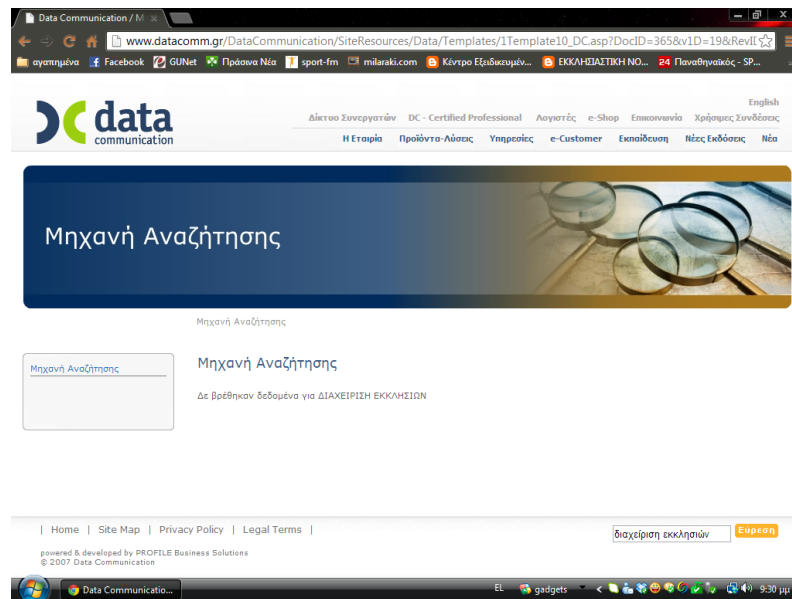 Data Communication / M
www.datacomm.gr/DataCommunication/SiteResources/Data/Templates/1Template10_DC.asp?DocID=365&v1D=19&RevI
αγαπημένα Facebook GUNet Πράσινα Νέα sport-fm milaraki.com Κέντρο Εξειδικευμέν... ΕΚΚΛΗΣΙΑΣΤΙΚΗ ΝΟ... 24 Παναθηναϊκός - SP...
English
data
communication
Δίκτυο Συνεργατών DC - Certified Professional Λογιστές e-Shop Επικοινωνία Χρήσιμες Συνδέσεις
Η Εταιρία Προϊόντα-Λύσεις Υπηρεσίες e-Customer Εκπαίδευση Νέες Εκδόσεις Νέα
Μηχανή Αναζήτησης
Μηχανή Αναζήτησης
Μηχανή Αναζήτησης
Μηχανή Αναζήτησης
Δε βρέθηκαν δεδομένα για ΔΙΑΧΕΙΡΙΣΗ ΕΚΚΛΗΣΙΩΝ
| Home | Site Map | Privacy Policy | Legal Terms |
διαχείριση εκκλησιών Εύρεση
powered & developed by PROFILE Business Solutions
© 2007 Data Communication
Data Communicatio... EL gadgets 9:30 μμ